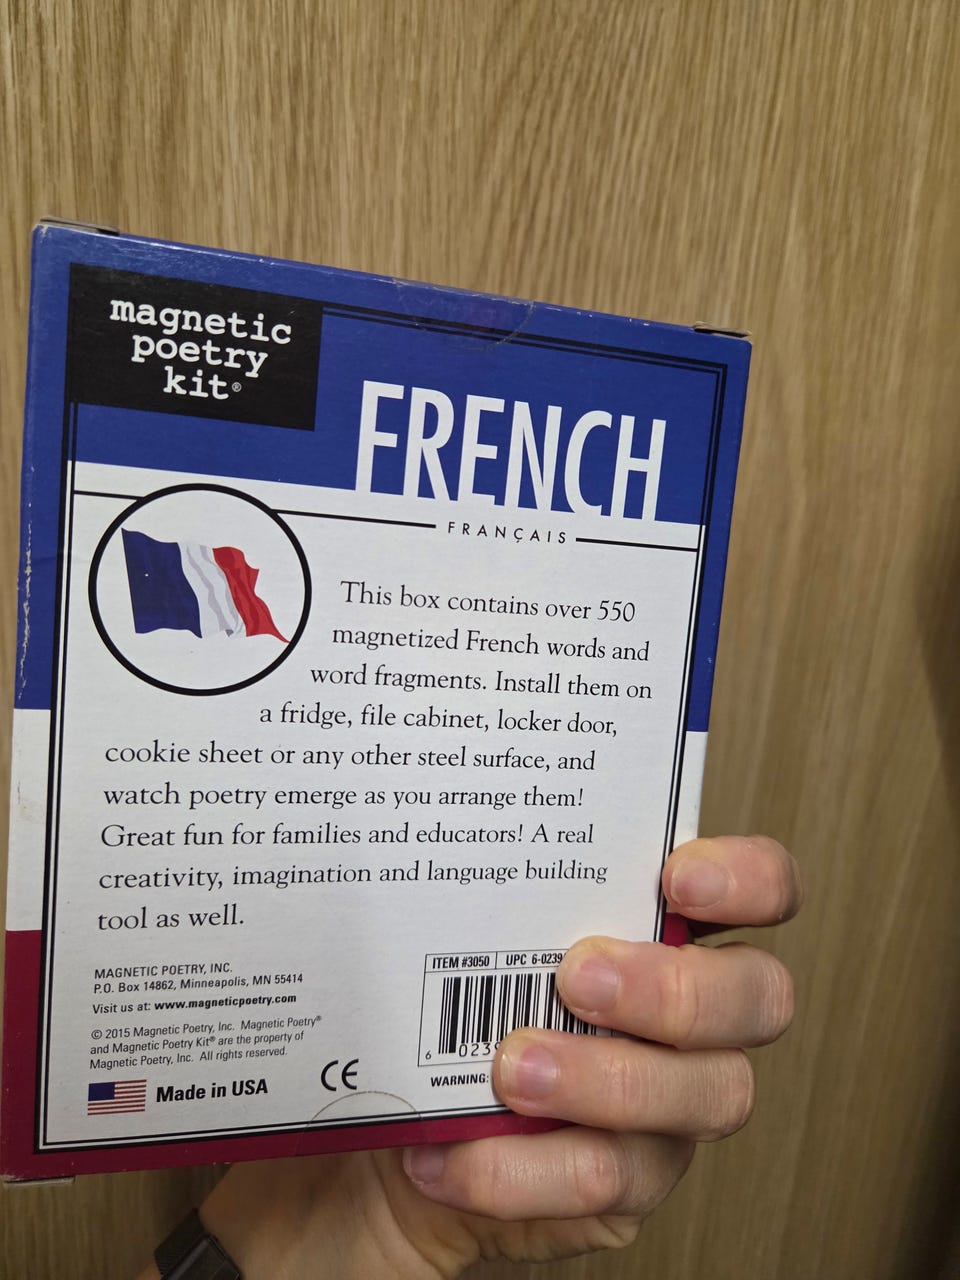 magnetic
poetry
kit®
FRENCH
FRANÇAIS
This box contains over 550
magnetized French words and
word fragments. Install them on
a fridge, file cabinet, locker door,
cookie sheet or any other steel surface, and
watch poetry emerge as you arrange them!
Great fun for families and educators! A real
creativity, imagination and language building
tool as well.
MAGNETIC POETRY, INC.
P.O. Box 14862, Minneapolis, MN 55414
Visit us at: www.magneticpoetry.com
© 2015 Magnetic Poetry, Inc. Magnetic Poetry®
and Magnetic Poetry Kit® are the property of
Magnetic Poetry, Inc. All rights reserved.
Made in USA
CE
ITEM #3050 UPC 6-0239
6 0239
WARNING: